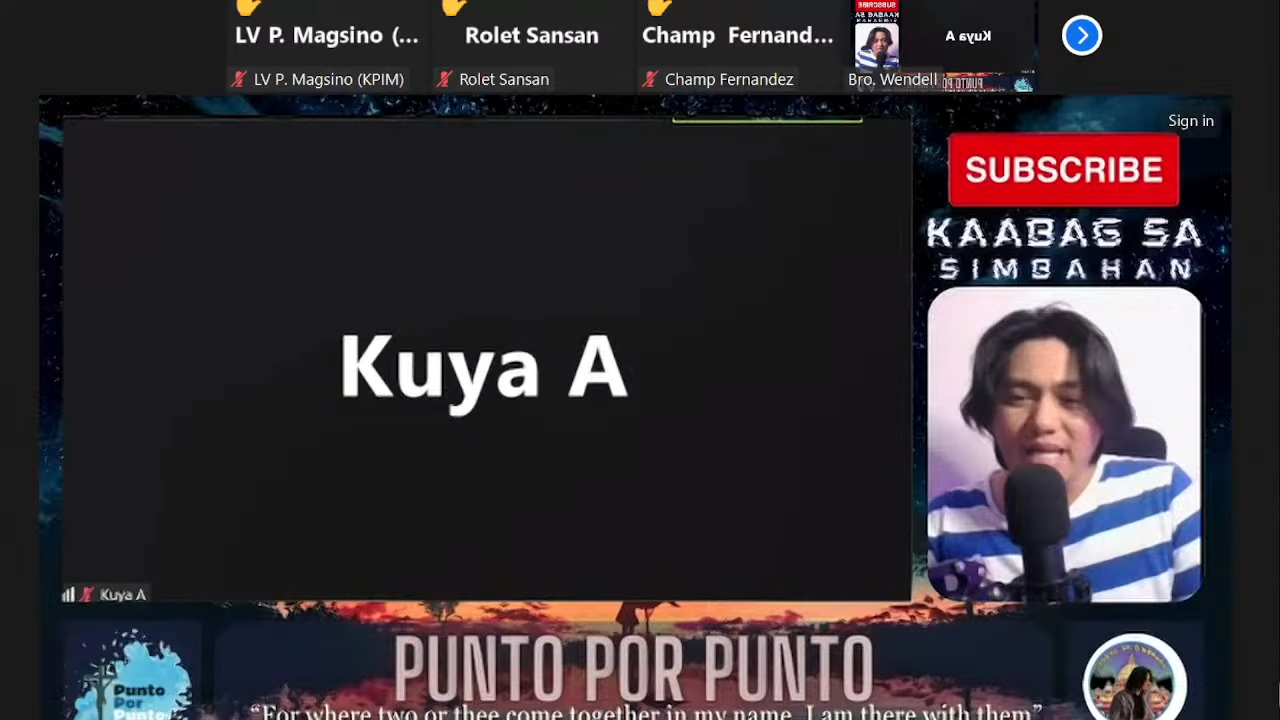 LV P. Magsino (...
Rolet Sansan
Champ Fernand...
Kuya A
LV P. Magsino (KPIM)
Rolet Sansan
Champ Fernandez
Bro. Wendell
Sign in
SUBSCRIBE
KAABAG SA
SIMBAHAN
Kuya A
Kuya A
PUNTO POR PUNTO
Punto
Por
Punto
“For where two or thee come together in my name, I am there with them”